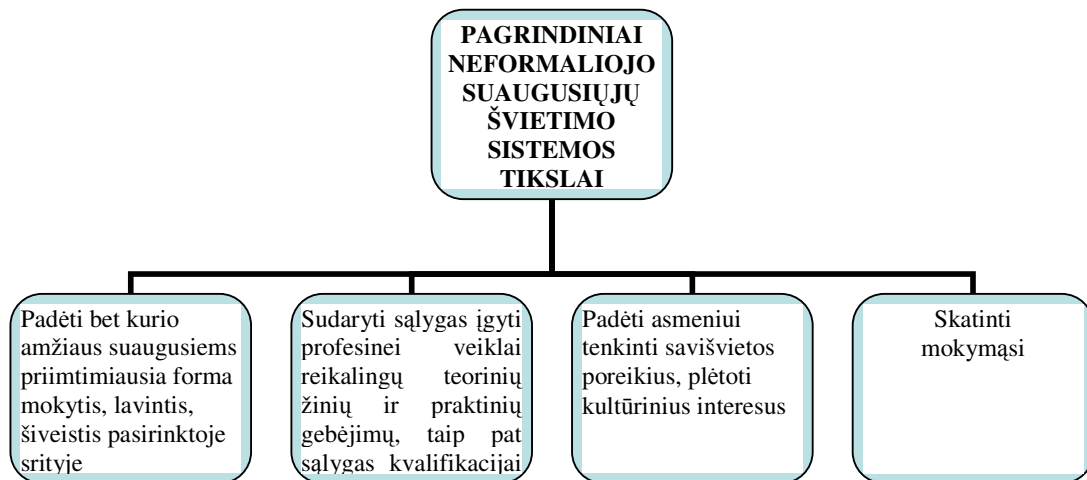 PAGRINDINIAI
NEFORMALIOJO
SUAUGUSIŲJŲ
ŠVIETIMO
SISTEMOS
TIKSLAI
Padėti bet kurio
amžiaus suaugusiems
priimtimiausia forma
mokytis, lavintis,
šiveistis pasirinktoje
srityje
Sudaryti sąlygas įgyti
profesinei veiklai
reikalingų teorinių
žinių ir praktinių
gebėjimų, taip pat
sąlygas kvalifikacijai
Padėti asmeniui
tenkinti savišvietos
poreikius, plėtoti
kultūrinius interesus
Skatinti
mokymąsi